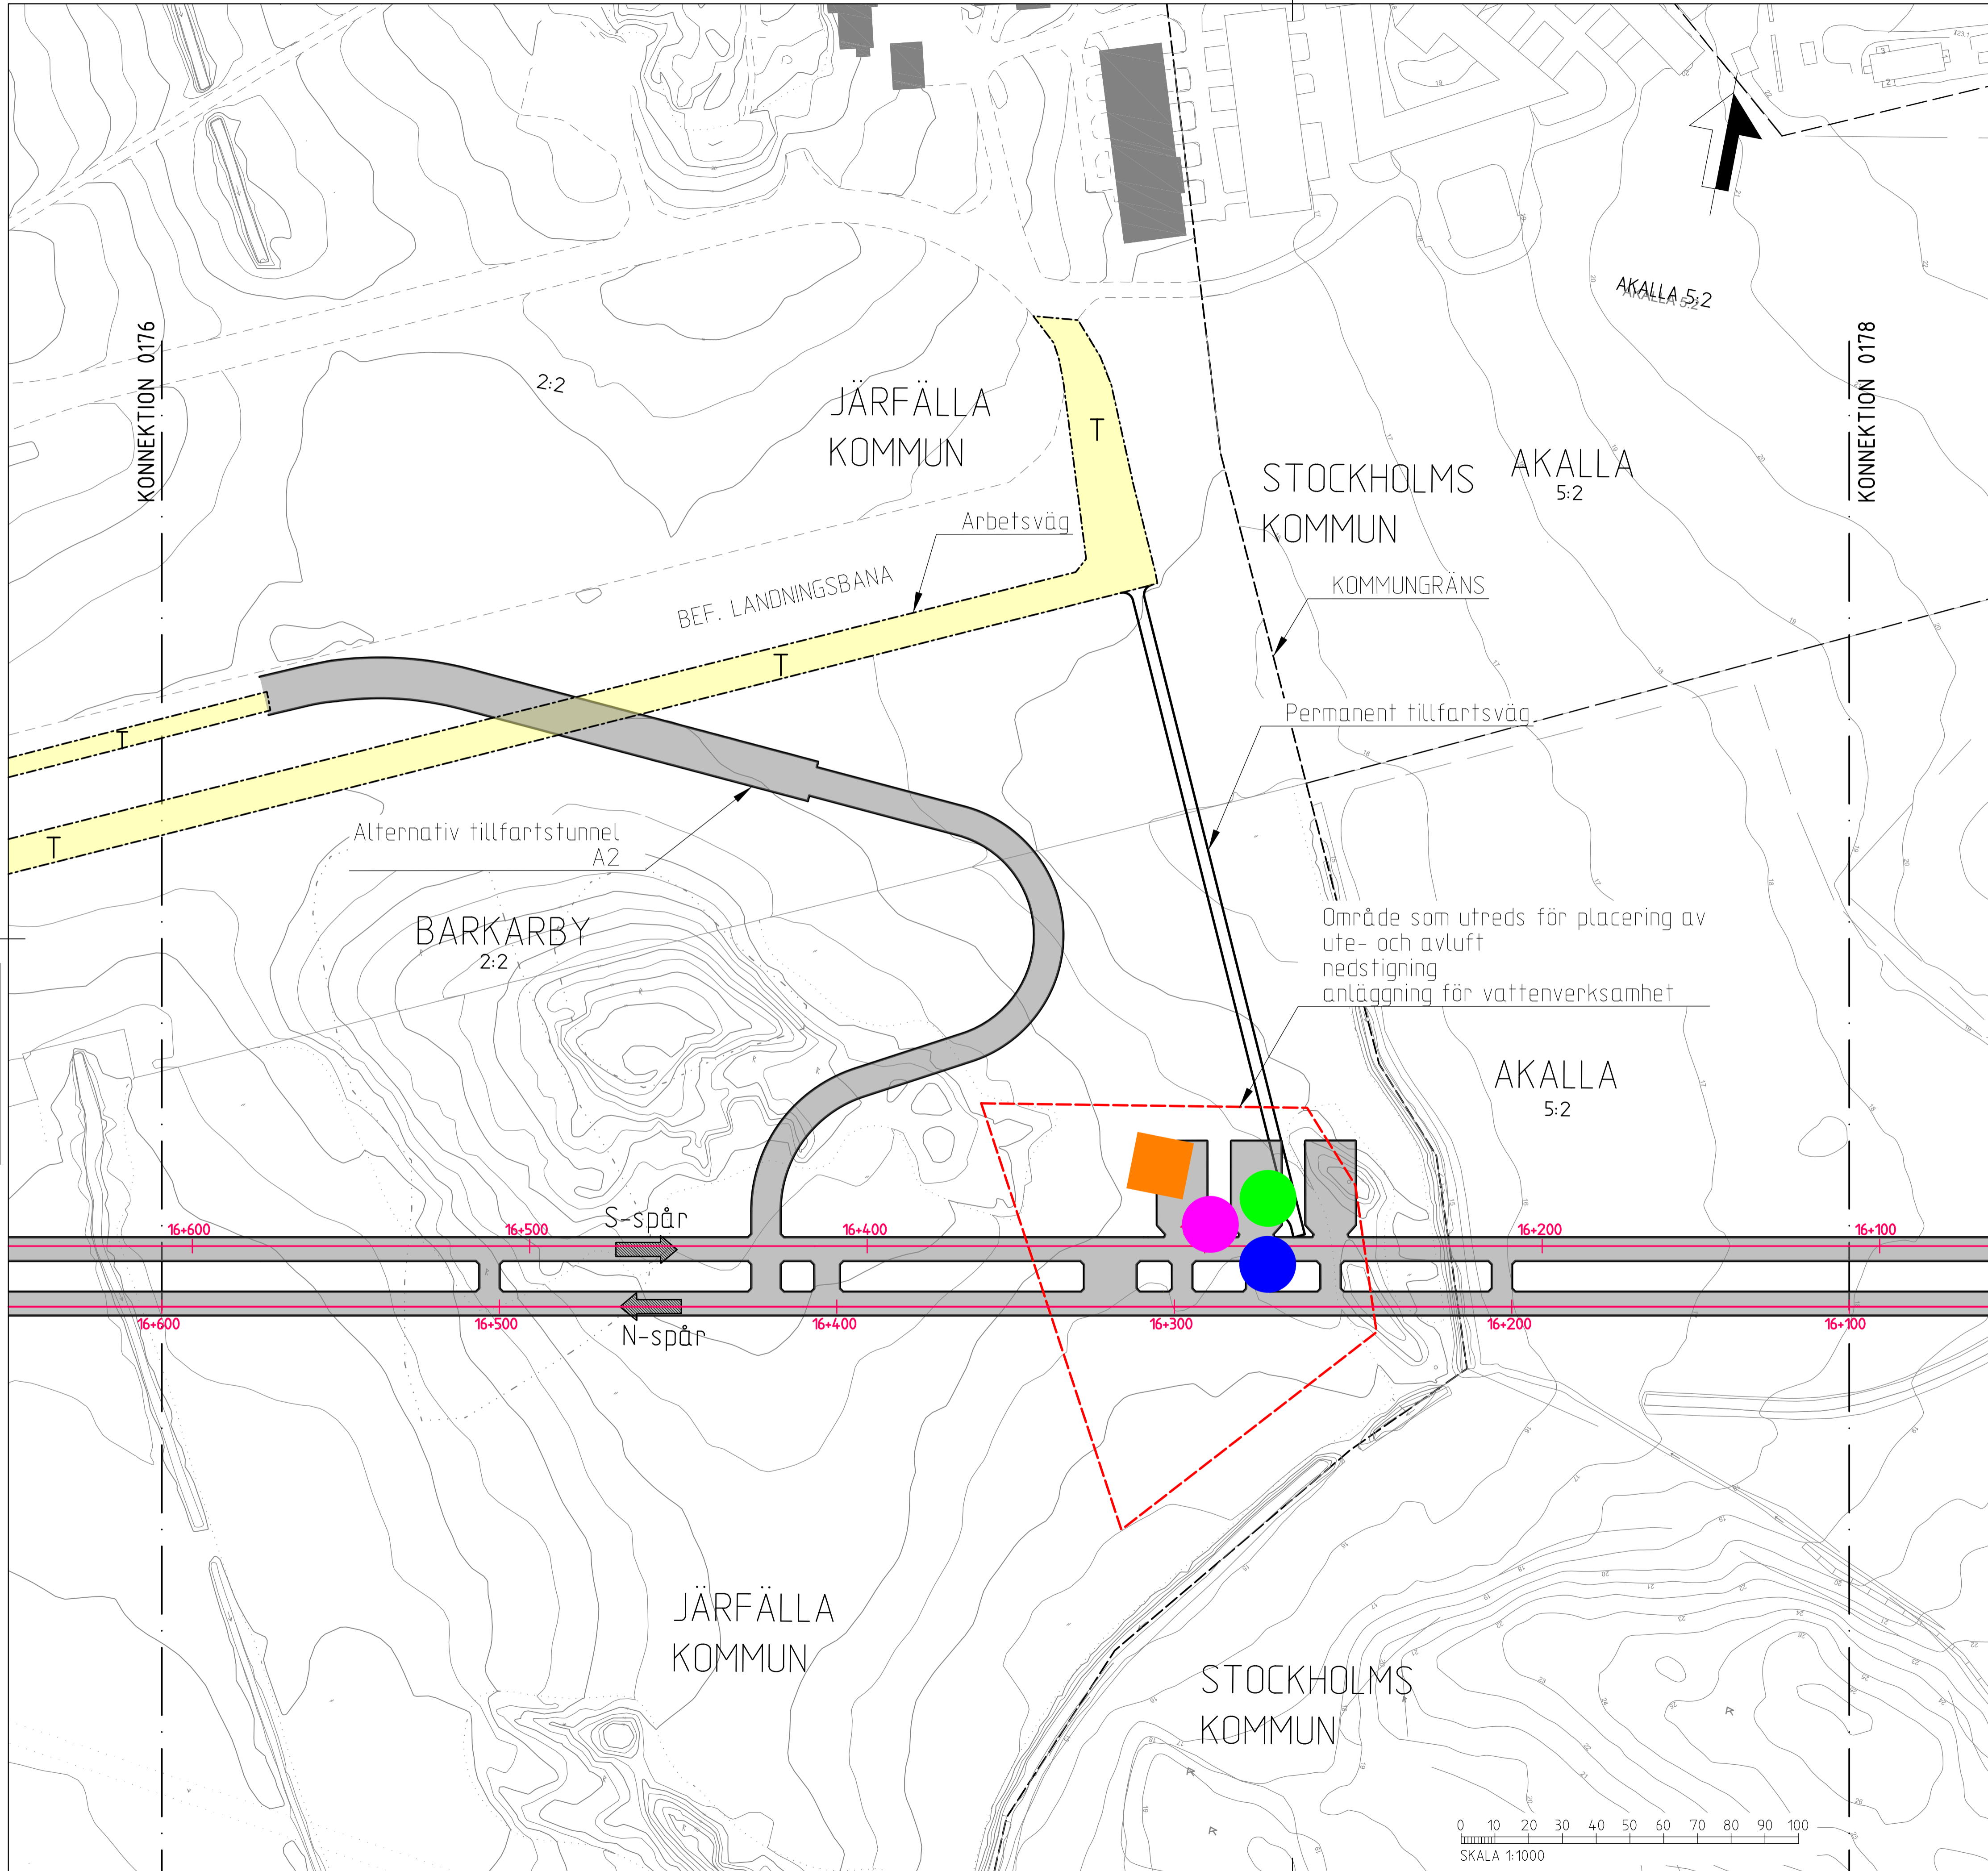 AKALLA 5:2
AKALLA 5:2
KONNEKTION 0176
KONNEKTION 0178
2:2
JÄRFÄLLA
KOMMUN
T
STOCKHOLMS
KOMMUN
AKALLA
5:2
Arbetsväg
BEF. LANDNINGSBANA
KOMMUNGRÄNS
T
Permanent tillfartsväg
T
T
Alternativ tillfartstunnel
A2
BARKARBY
2:2
Område som utreds för placering av
ute- och avluft
nedstigning
anläggning för vattenverksamhet
AKALLA
5:2
S-spår
16+600
16+500
16+400
16+200
16+100
16+600
16+500
16+400
16+300
16+200
16+100
N-spår
JÄRFÄLLA
KOMMUN
STOCKHOLMS
KOMMUN
0 10 20 30 40 50 60 70 80 90 100
SKALA 1:1000